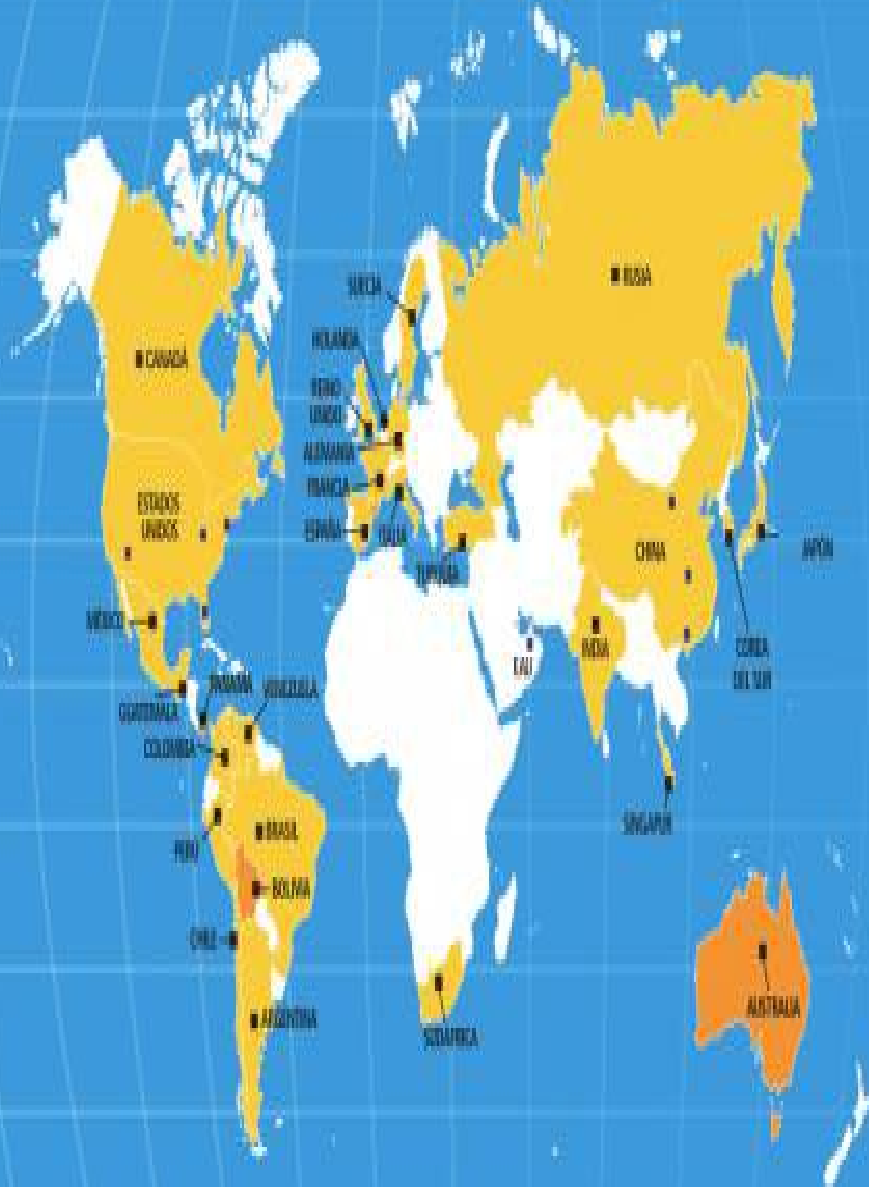 SUECIA
RUSIA
HOLANDA
CANADÁ
REINO
UNIDO
ALEMANIA
FRANCIA
ESTADOS
UNIDOS
ESPAÑA
ITALIA
CHINA
JAPÓN
TURQUÍA
MÉXICO
INDIA
COREA
DEL SUR
EAU
PANAMÁ
VENEZUELA
GUATEMALA
COLOMBIA
SINGAPUR
BRASIL
PERÚ
BOLIVIA
CHILE
AUSTRALIA
ARGENTINA
SUDÁFRICA